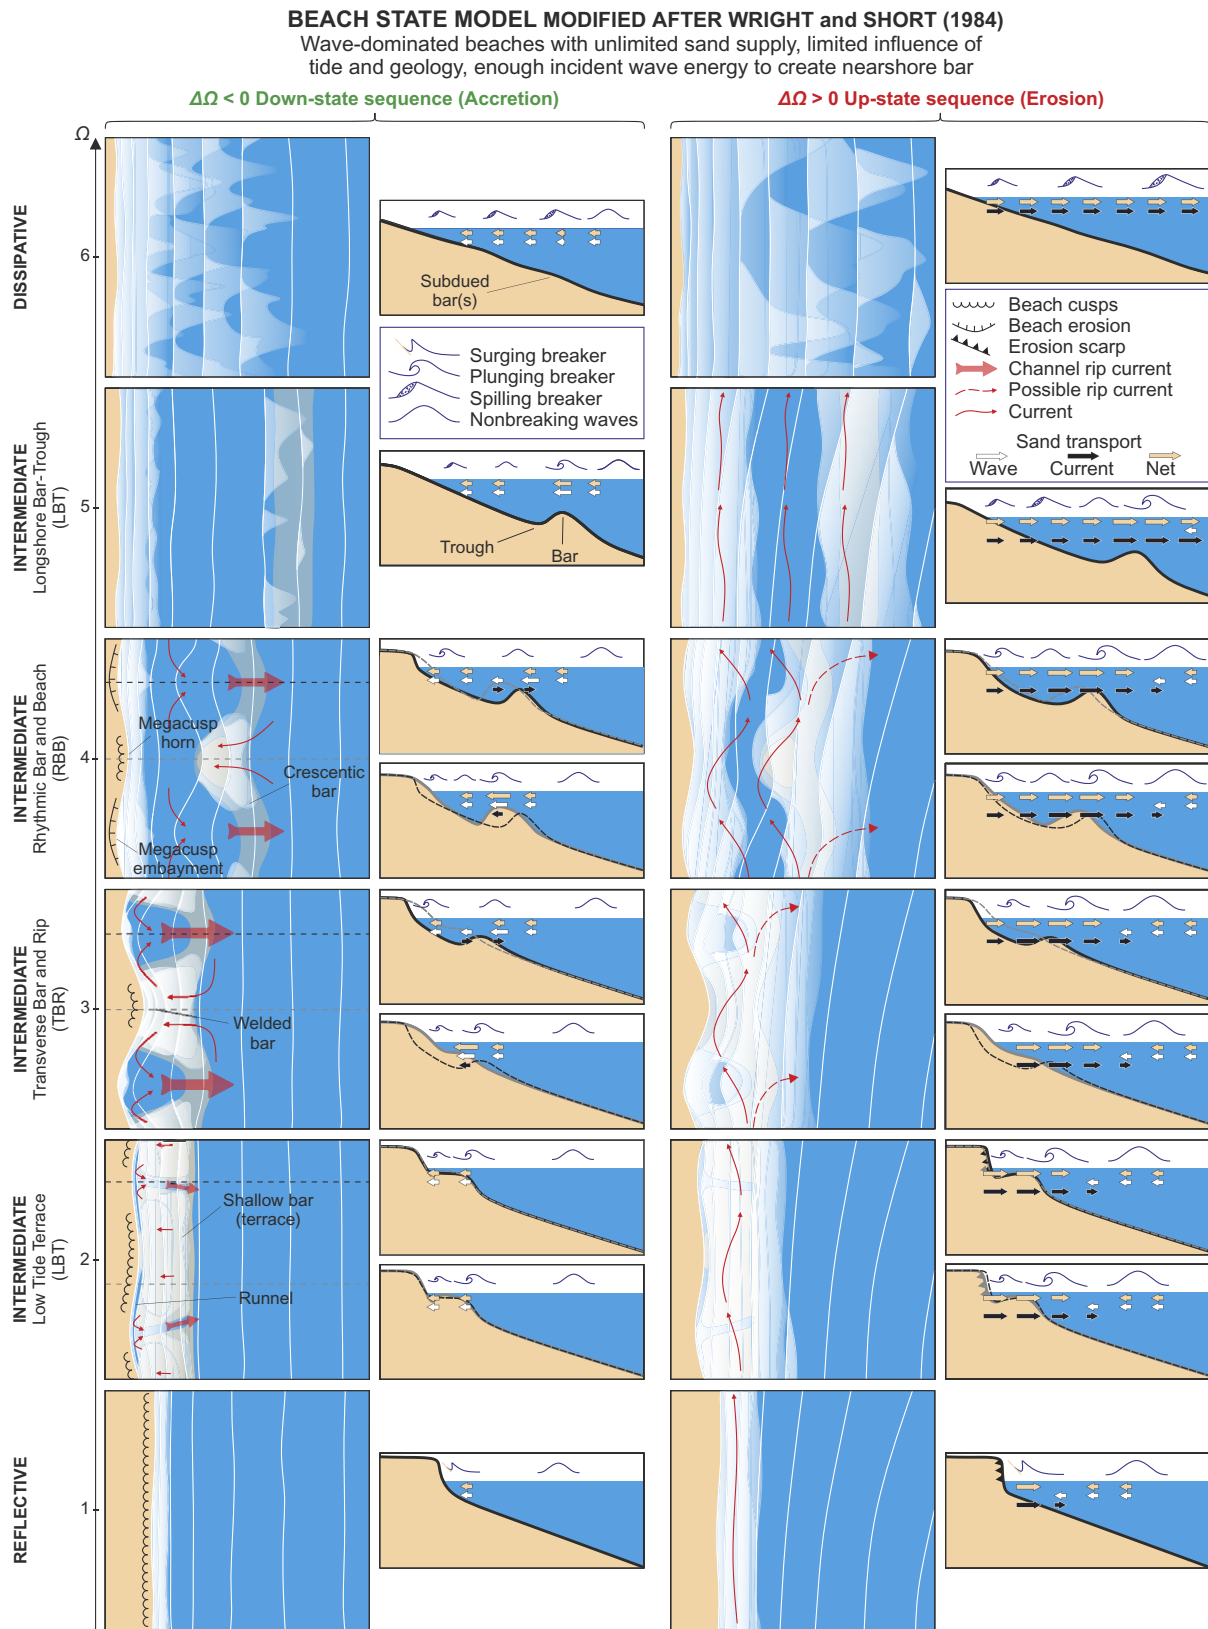 BEACH STATE MODEL MODIFIED AFTER WRIGHT and SHORT (1984)
Wave-dominated beaches with unlimited sand supply, limited influence of
tide and geology, enough incident wave energy to create nearshore bar
ΔΩ < 0 Down-state sequence (Accretion)
ΔΩ > 0 Up-state sequence (Erosion)
Ω
DISSIPATIVE
6
Subdued
bar(s)
Surging breaker
Plunging breaker
Spilling breaker
Nonbreaking waves
Beach cusps
Beach erosion
Erosion scarp
Channel rip current
Possible rip current
Current
Sand transport
Wave
Current
Net
INTERMEDIATE
Longshore Bar-Trough
(LBT)
5
Trough
Bar
INTERMEDIATE
Rhythmic Bar and Beach
(RBB)
4
Megacusp
horn
Crescentic
bar
Megacusp
embayment
INTERMEDIATE
Transverse Bar and Rip
(TBR)
3
Welded
bar
INTERMEDIATE
Low Tide Terrace
(LBT)
2
Shallow bar
(terrace)
Runnel
REFLECTIVE
1